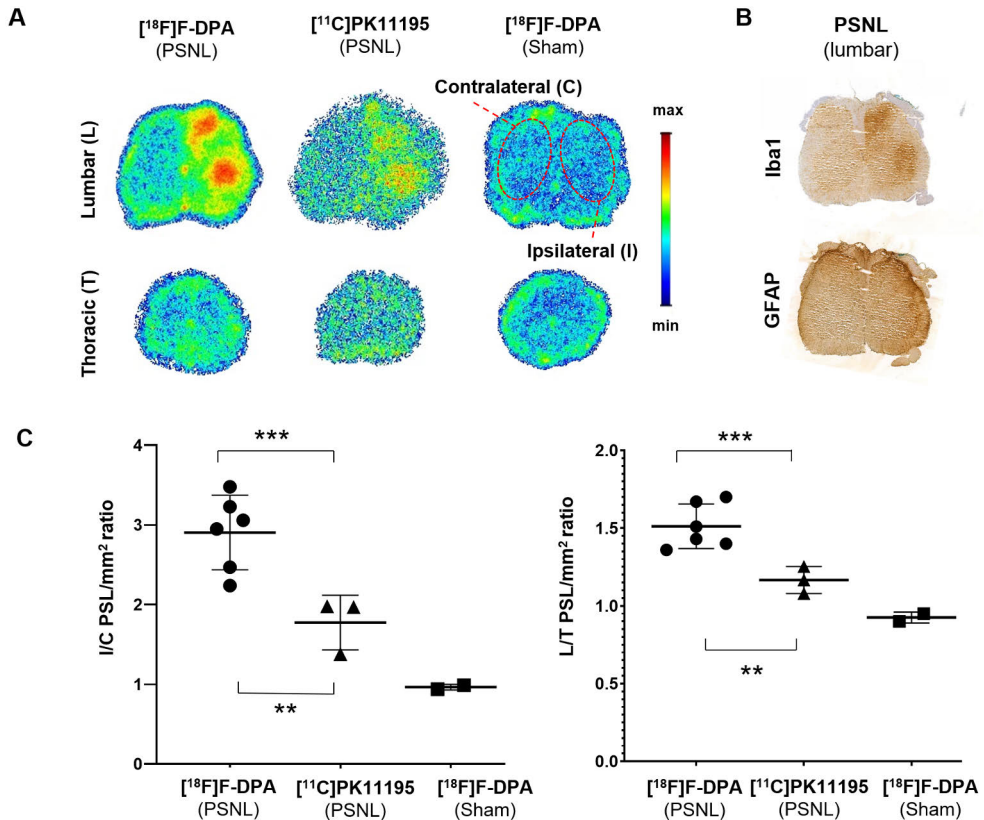 A
[¹⁸F]F-DPA
(PSNL)
[¹¹C]PK11195
(PSNL)
[¹⁸F]F-DPA
(Sham)
Contralateral (C)
Ipsilateral (I)
Lumbar (L)
Thoracic (T)
max
min
B
PSNL
(lumbar)
Iba1
GFAP
C
I/C PSL/mm² ratio
4
3
2
1
0
***
**
[¹⁸F]F-DPA
(PSNL)
[¹¹C]PK11195
(PSNL)
[¹⁸F]F-DPA
(Sham)
L/T PSL/mm² ratio
2.0
1.5
1.0
0.5
0.0
***
**
[¹⁸F]F-DPA
(PSNL)
[¹¹C]PK11195
(PSNL)
[¹⁸F]F-DPA
(Sham)